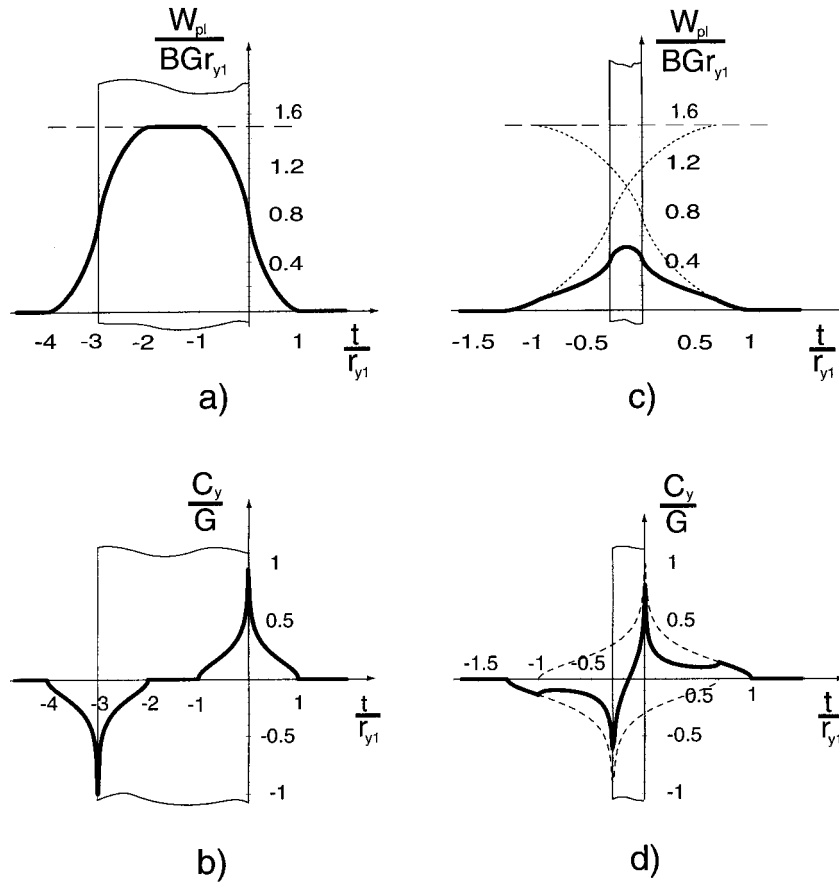 W_pl
BGr_y1
1.6
1.2
0.8
0.4
-4 -3 -2 -1 1 t
r_y1
a)
W_pl
BGr_y1
1.6
1.2
0.8
0.4
-1.5 -1 -0.5 0.5 1 t
r_y1
c)
C_y
G
1
0.5
-4 -3 -2 -1 1 t
r_y1
-0.5
-1
b)
C_y
G
1
0.5
-1.5 -1 -0.5
0.5 1 t
r_y1
-0.5
-1
d)